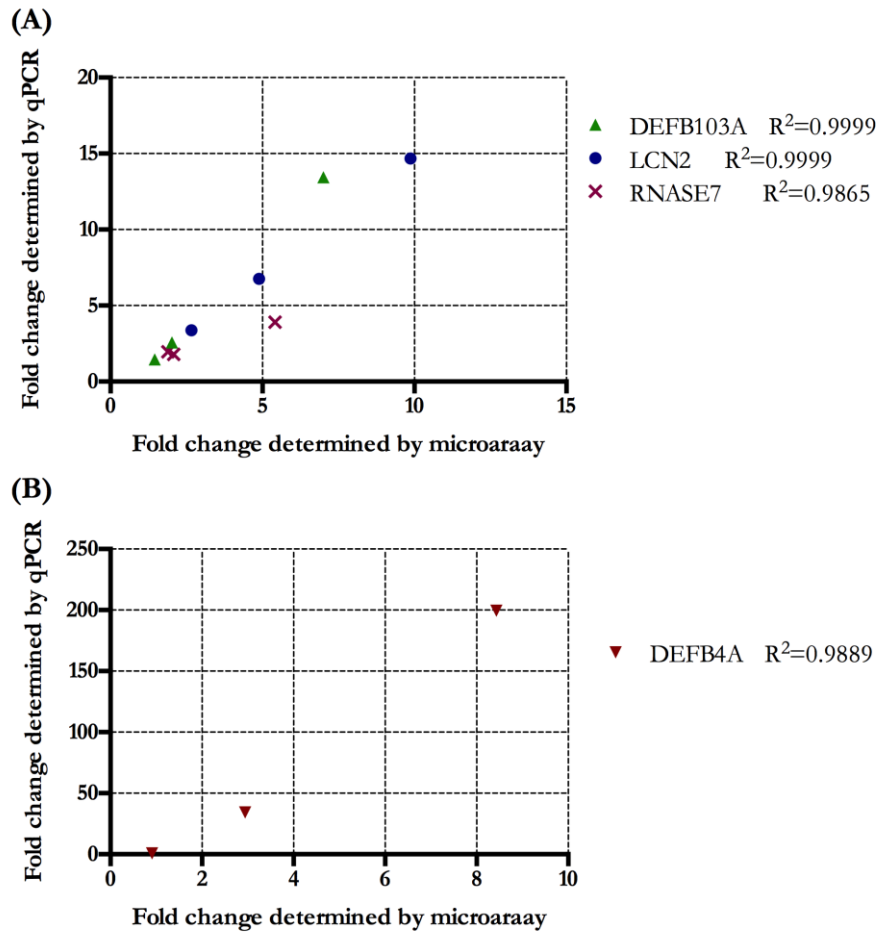 (A)
Fold change determined by qPCR
20
15
10
5
0
0 5 10 15
Fold change determined by microaraay
DEFB103A R²=0.9999
LCN2 R²=0.9999
RNASE7 R²=0.9865
(B)
Fold change determined by qPCR
250
200
150
100
50
0
0 2 4 6 8 10
Fold change determined by microaraay
DEFB4A R²=0.9889